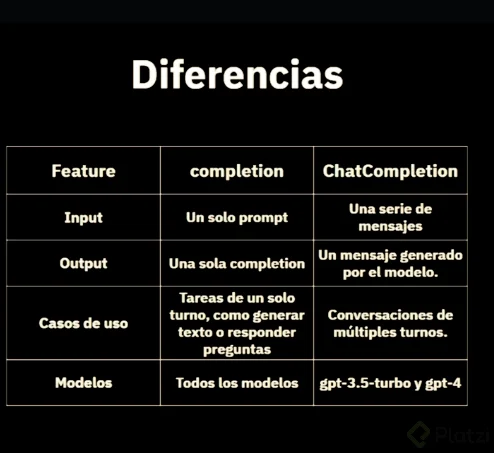 Diferencias
Feature
completion
ChatCompletion
Input
Un solo prompt
Una serie de
mensajes
Output
Una sola completion
Un mensaje generado
por el modelo.
Casos de uso
Tareas de un solo
turno, como generar
texto o responder
preguntas
Conversaciones de
múltiples turnos.
Modelos
Todos los modelos
gpt-3.5-turbo y gpt-4
Platzi